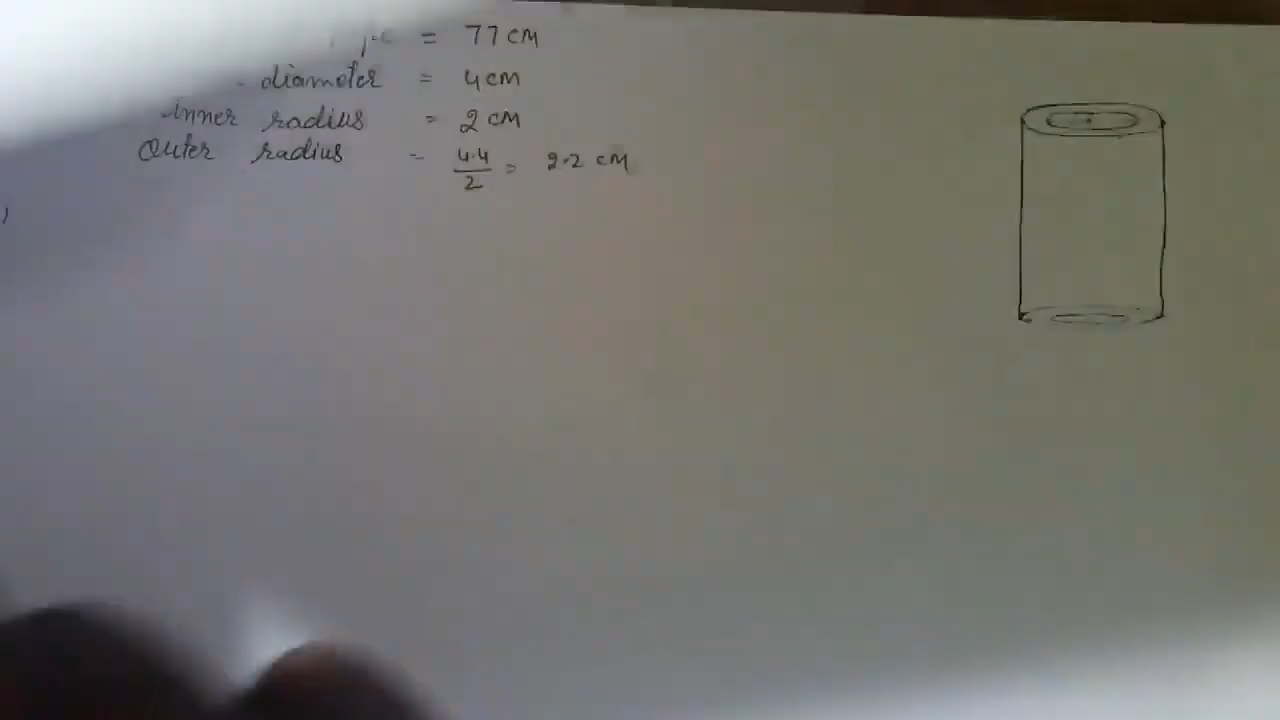 = 77 cm
diameter = 4 cm
inner radius = 2 cm
Outer radius = 4.4/2 = 2.2 cm
)